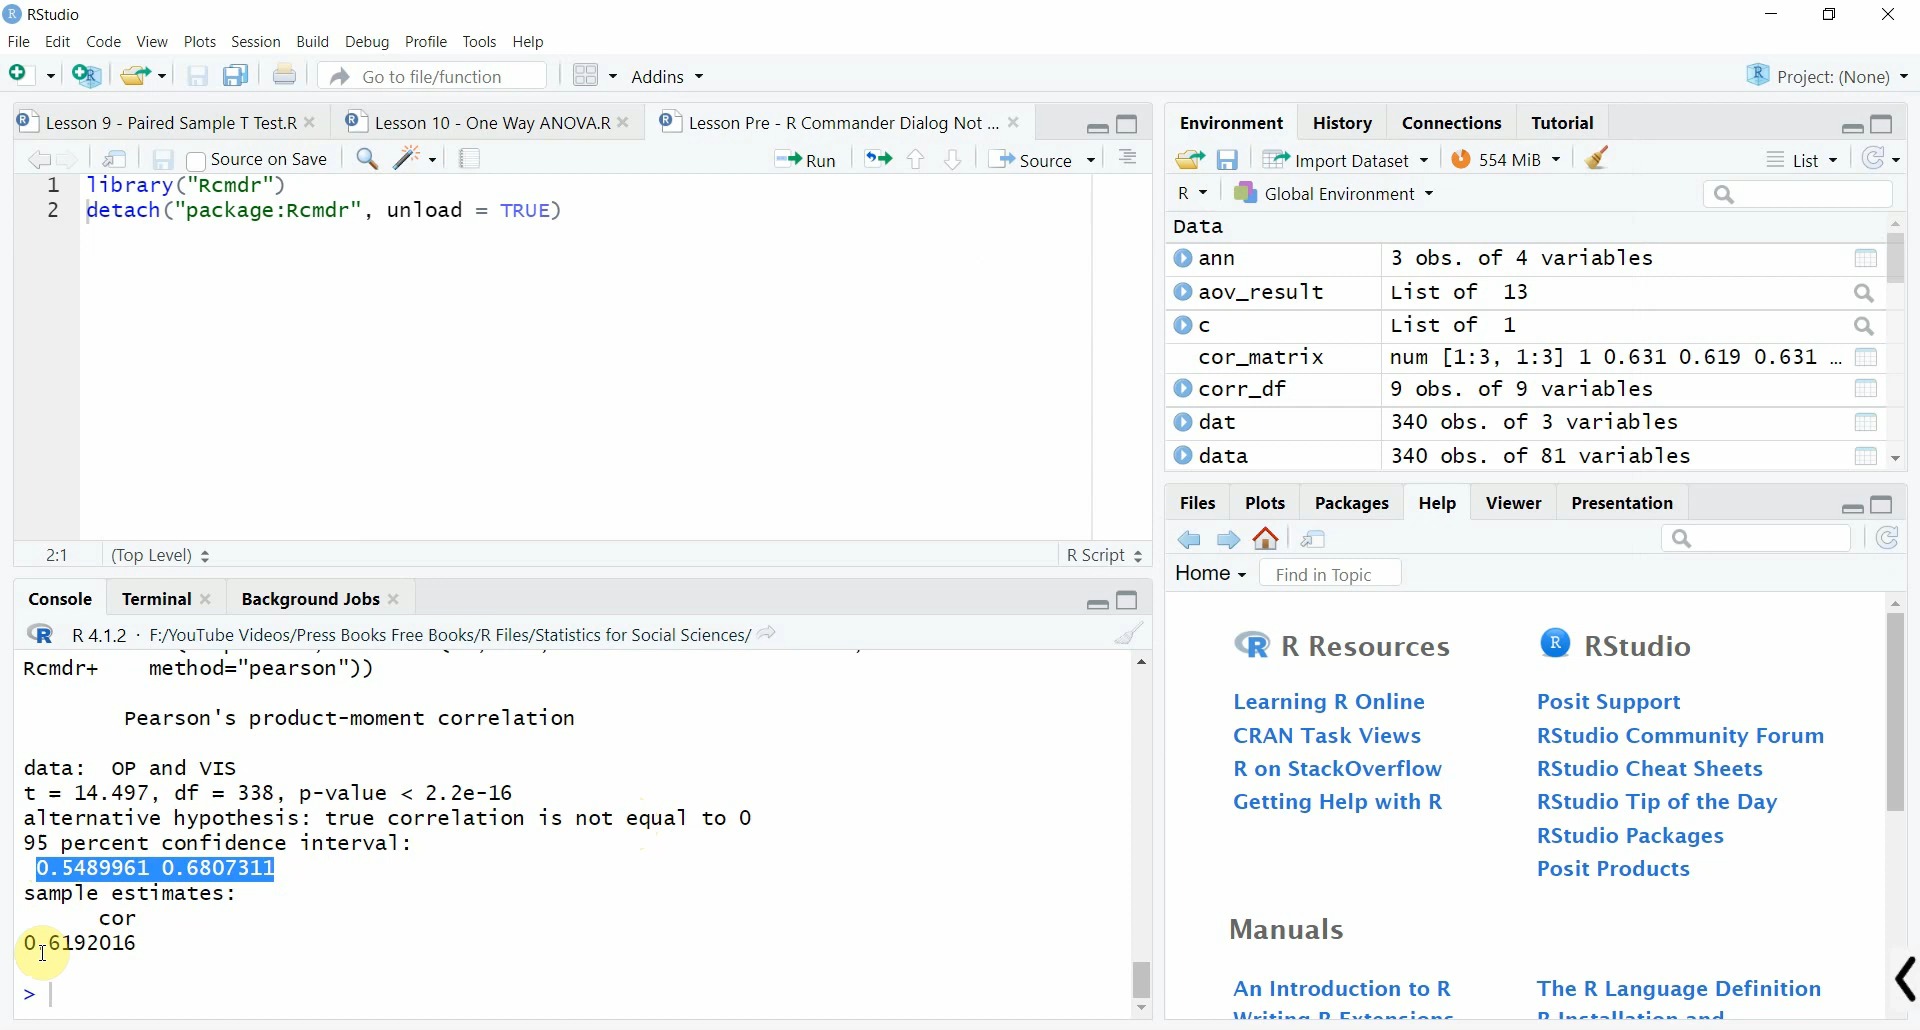 RStudio
File Edit Code View Plots Session Build Debug Profile Tools Help
Go to file/function Addins Project: (None)
Lesson 9 - Paired Sample T Test.R Lesson 10 - One Way ANOVA.R Lesson Pre - R Commander Dialog Not ...
Source on Save Run Source
1 library("Rcmdr")
2 detach("package:Rcmdr", unload = TRUE)
2:1 (Top Level) R Script
Console Terminal Background Jobs
R 4.1.2 · F:/YouTube Videos/Press Books Free Books/R Files/Statistics for Social Sciences/
Rcmdr+ method="pearson"))
Pearson's product-moment correlation
data: OP and VIS
t = 14.497, df = 338, p-value < 2.2e-16
alternative hypothesis: true correlation is not equal to 0
95 percent confidence interval:
0.5489961 0.6807311
sample estimates:
cor
0.6192016
>
Environment History Connections Tutorial
Import Dataset 554 MiB List
R Global Environment
Data
ann 3 obs. of 4 variables
aov_result List of 13
c List of 1
cor_matrix num [1:3, 1:3] 1 0.631 0.619 0.631 ...
corr_df 9 obs. of 9 variables
dat 340 obs. of 3 variables
data 340 obs. of 81 variables
Files Plots Packages Help Viewer Presentation
Home Find in Topic
R Resources RStudio
Learning R Online Posit Support
CRAN Task Views RStudio Community Forum
R on StackOverflow RStudio Cheat Sheets
Getting Help with R RStudio Tip of the Day
RStudio Packages
Posit Products
Manuals
An Introduction to R The R Language Definition
Writing R Extensions R Installation and